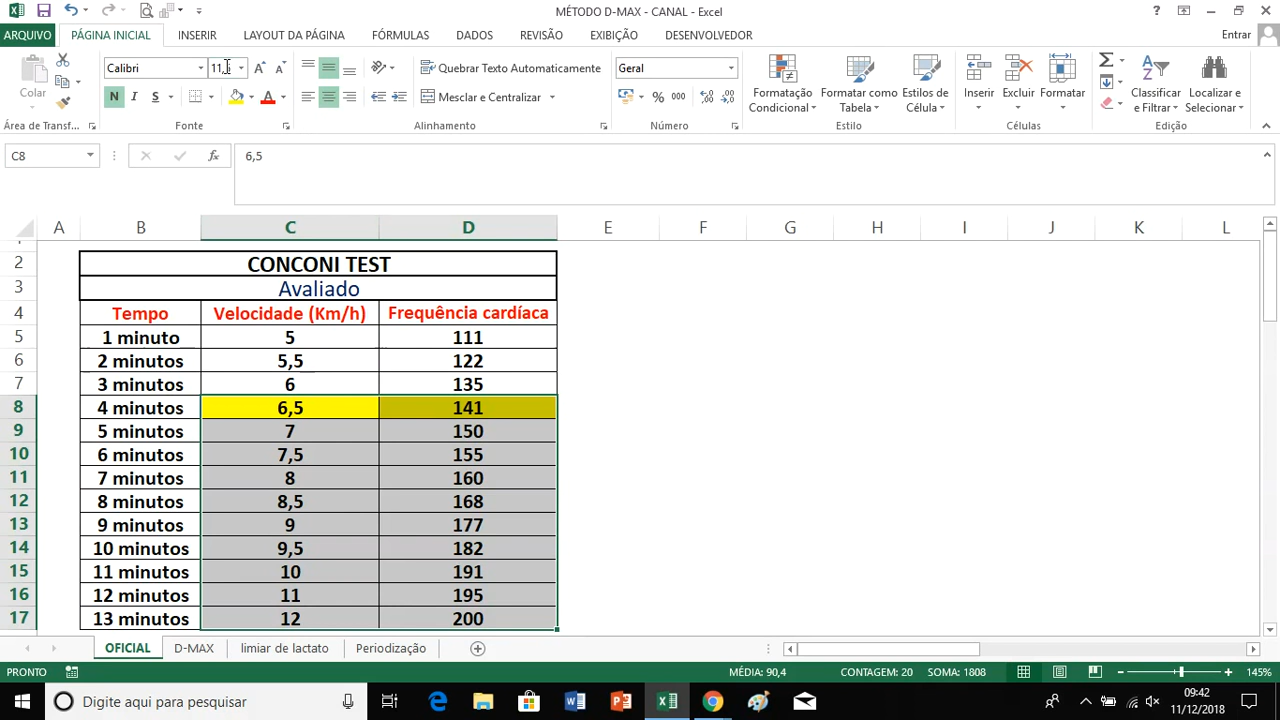 MÉTODO D-MAX - CANAL - Excel
ARQUIVO PÁGINA INICIAL INSERIR LAYOUT DA PÁGINA FÓRMULAS DADOS REVISÃO EXIBIÇÃO DESENVOLVEDOR Entrar
Colar Calibri 11 Quebrar Texto Automaticamente Geral Formatação Condicional Formatar como Tabela Estilos de Célula Inserir Excluir Formatar Classificar e Filtrar Localizar e Selecionar
N I S A Mesclar e Centralizar % 000
Área de Transf... Fonte Alinhamento Número Estilo Células Edição
C8 fx 6,5
A B C D E F G H I J K L
2 CONCONI TEST
3 Avaliado
4 Tempo Velocidade (Km/h) Frequência cardíaca
5 1 minuto 5 111
6 2 minutos 5,5 122
7 3 minutos 6 135
8 4 minutos 6,5 141
9 5 minutos 7 150
10 6 minutos 7,5 155
11 7 minutos 8 160
12 8 minutos 8,5 168
13 9 minutos 9 177
14 10 minutos 9,5 182
15 11 minutos 10 191
16 12 minutos 11 195
17 13 minutos 12 200
OFICIAL D-MAX limiar de lactato Periodização
PRONTO MÉDIA: 90,4 CONTAGEM: 20 SOMA: 1808 145%
Digite aqui para pesquisar 09:42
11/12/2018